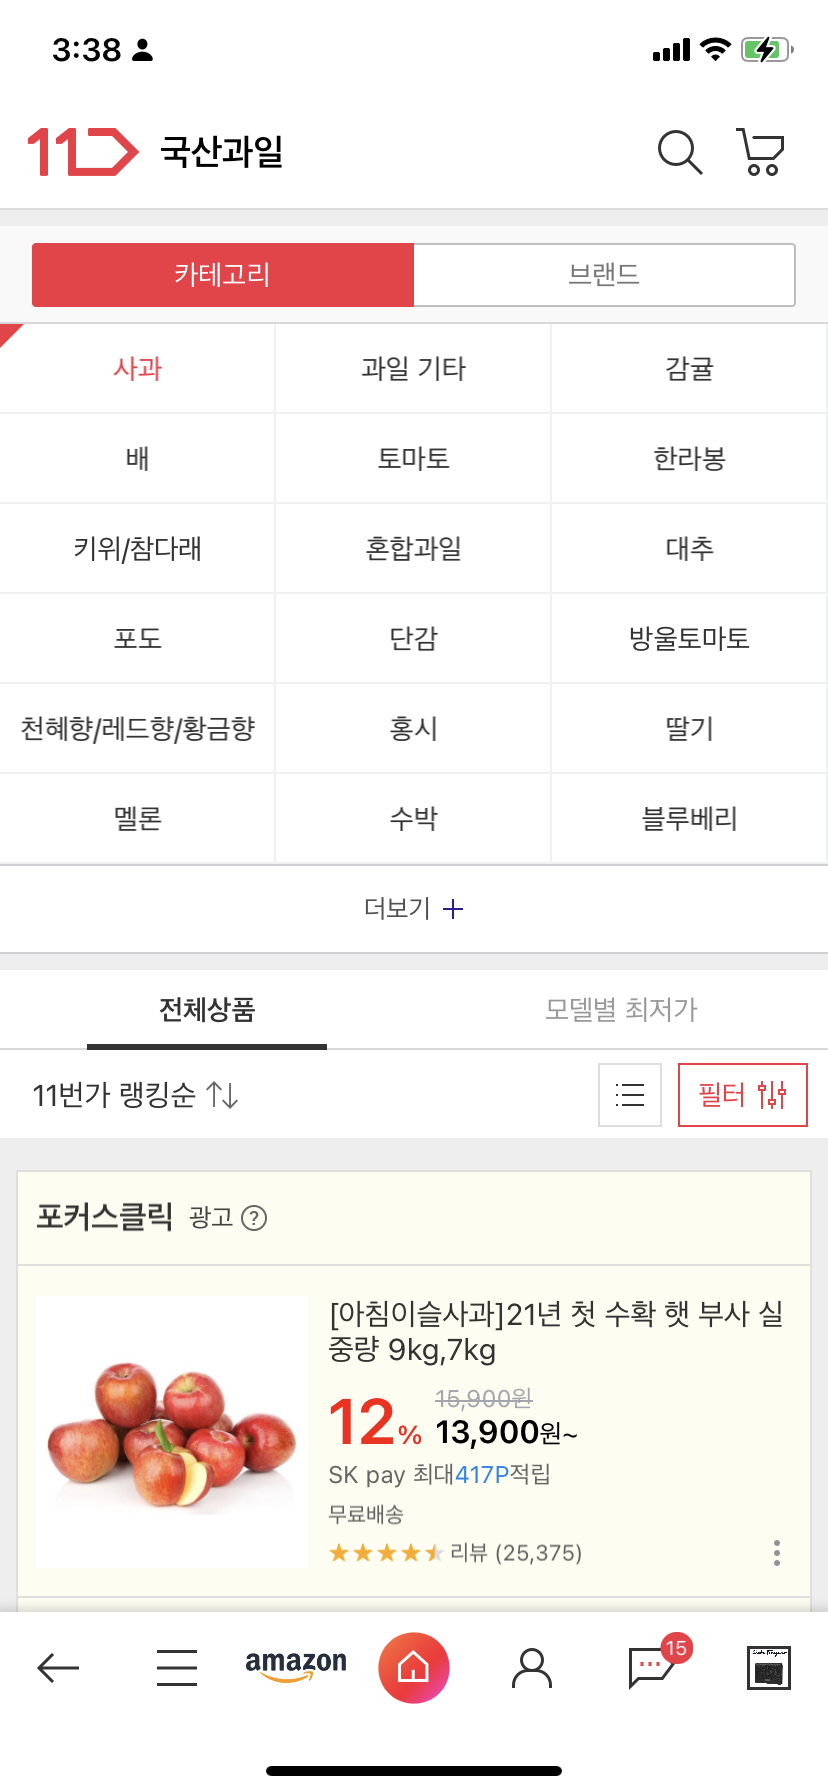 3:38
11 국산과일
카테고리 브랜드
사과 과일 기타 감귤
배 토마토 한라봉
키위/참다래 혼합과일 대추
포도 단감 방울토마토
천혜향/레드향/황금향 홍시 딸기
멜론 수박 블루베리
더보기 +
전체상품 모델별 최저가
11번가 랭킹순 필터
포커스클릭 광고 ?
[아침이슬사과]21년 첫 수확 햇 부사 실
중량 9kg,7kg
15,900원
12% 13,900원~
SK pay 최대417P적립
무료배송
리뷰 (25,375)
amazon 15